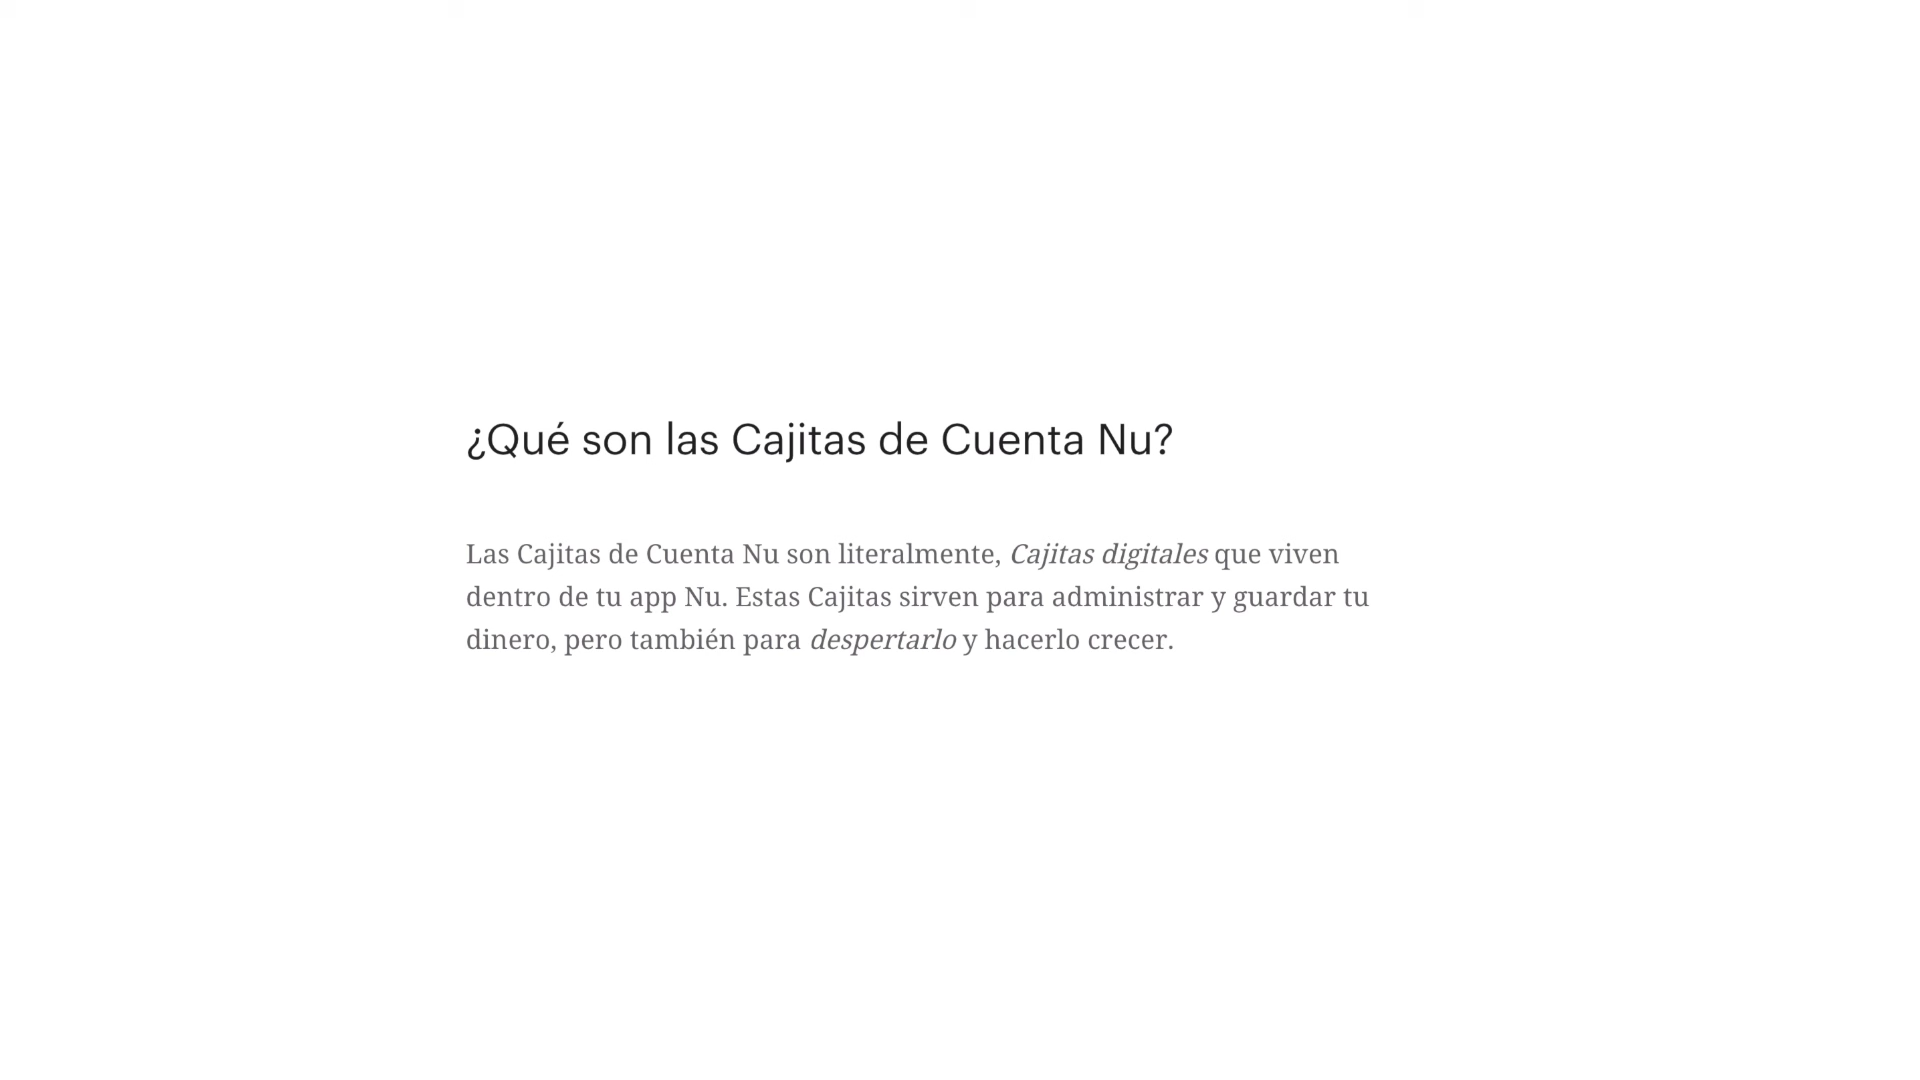 ¿Qué son las Cajitas de Cuenta Nu?
Las Cajitas de Cuenta Nu son literalmente, Cajitas digitales que viven
dentro de tu app Nu. Estas Cajitas sirven para administrar y guardar tu
dinero, pero también para despertarlo y hacerlo crecer.